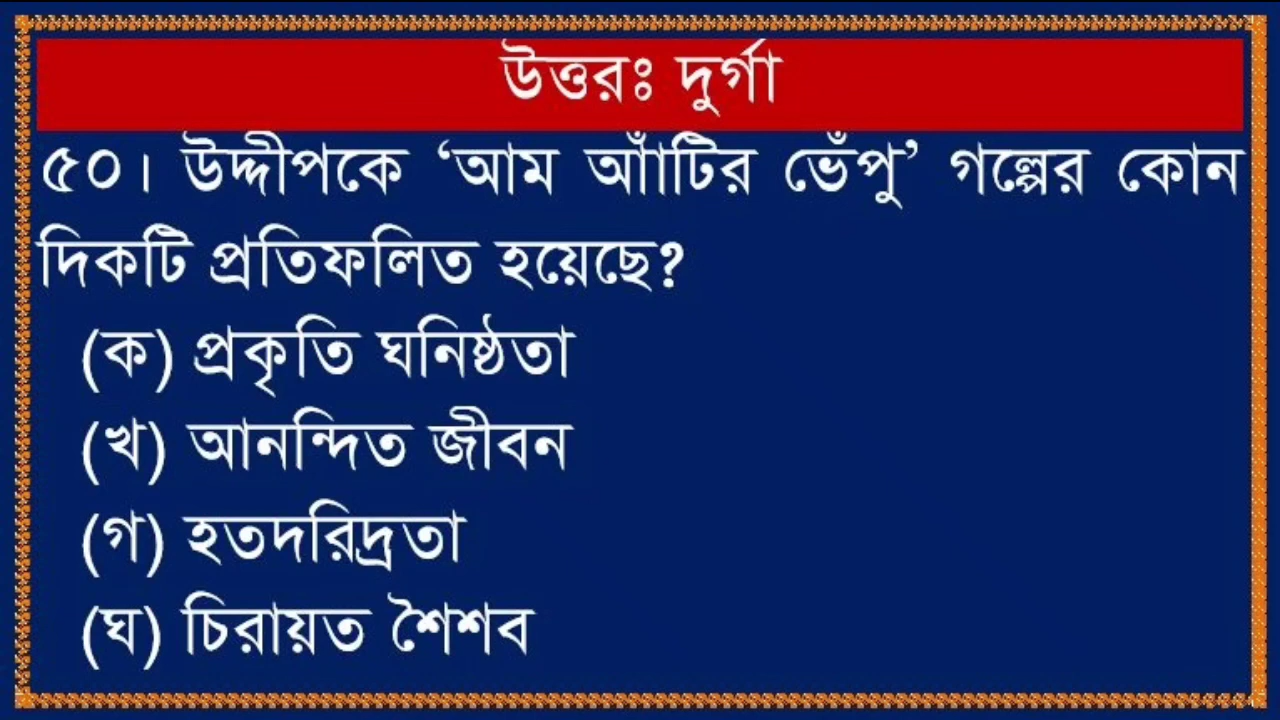 উত্তরঃ দুর্গা
৫০। উদ্দীপকে ‘আম আঁটির ভেঁপু’ গল্পের কোন
দিকটি প্রতিফলিত হয়েছে?
(ক) প্রকৃতি ঘনিষ্ঠতা
(খ) আনন্দিত জীবন
(গ) হতদরিদ্রতা
(ঘ) চিরায়ত শৈশব